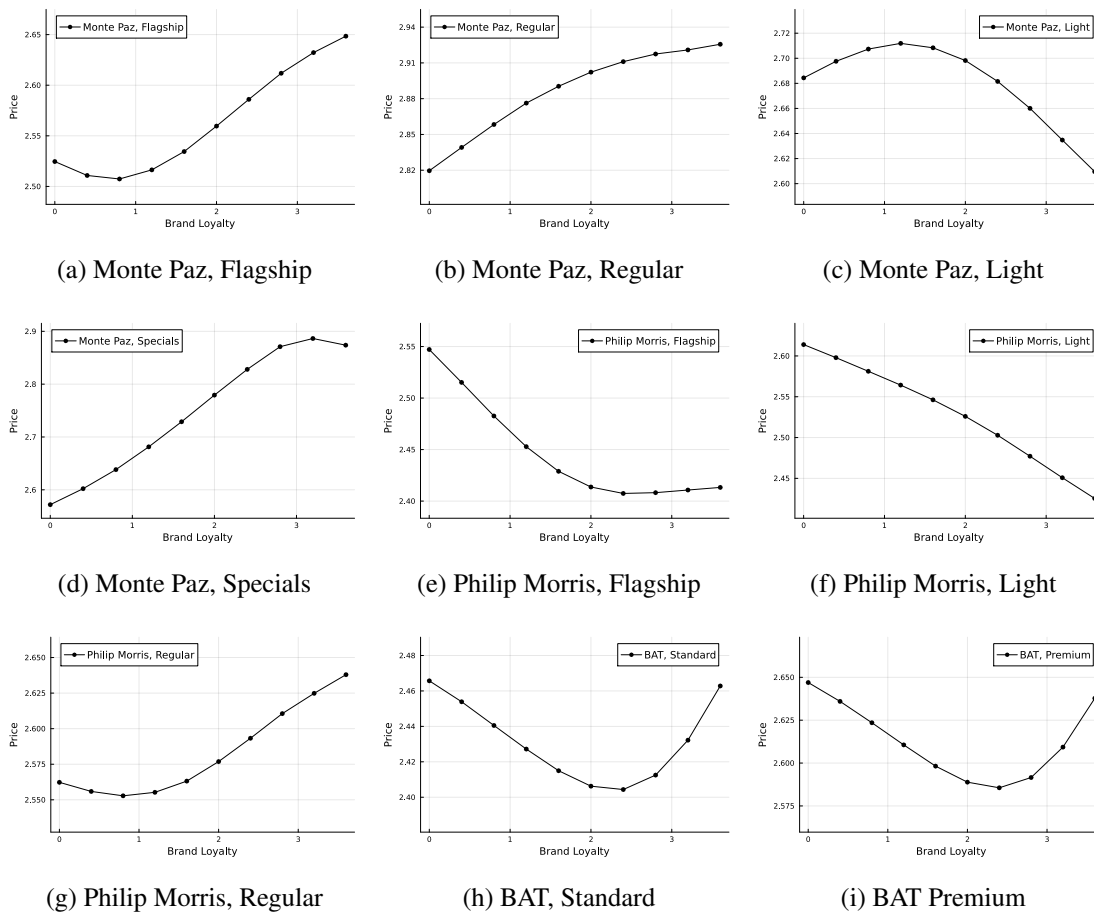 Monte Paz, Flagship
2.65
2.60
2.55
2.50
Price
0 1 2 3
Brand Loyalty
(a) Monte Paz, Flagship
Monte Paz, Regular
2.94
2.91
2.88
2.85
2.82
Price
0 1 2 3
Brand Loyalty
(b) Monte Paz, Regular
Monte Paz, Light
2.72
2.70
2.68
2.66
2.64
2.62
2.60
Price
0 1 2 3
Brand Loyalty
(c) Monte Paz, Light
Monte Paz, Specials
2.9
2.8
2.7
2.6
Price
0 1 2 3
Brand Loyalty
(d) Monte Paz, Specials
Philip Morris, Flagship
2.55
2.50
2.45
2.40
Price
0 1 2 3
Brand Loyalty
(e) Philip Morris, Flagship
Philip Morris, Light
2.60
2.55
2.50
2.45
Price
0 1 2 3
Brand Loyalty
(f) Philip Morris, Light
Philip Morris, Regular
2.650
2.625
2.600
2.575
2.550
Price
0 1 2 3
Brand Loyalty
(g) Philip Morris, Regular
BAT, Standard
2.48
2.46
2.44
2.42
2.40
Price
0 1 2 3
Brand Loyalty
(h) BAT, Standard
BAT, Premium
2.650
2.625
2.600
2.575
Price
0 1 2 3
Brand Loyalty
(i) BAT Premium